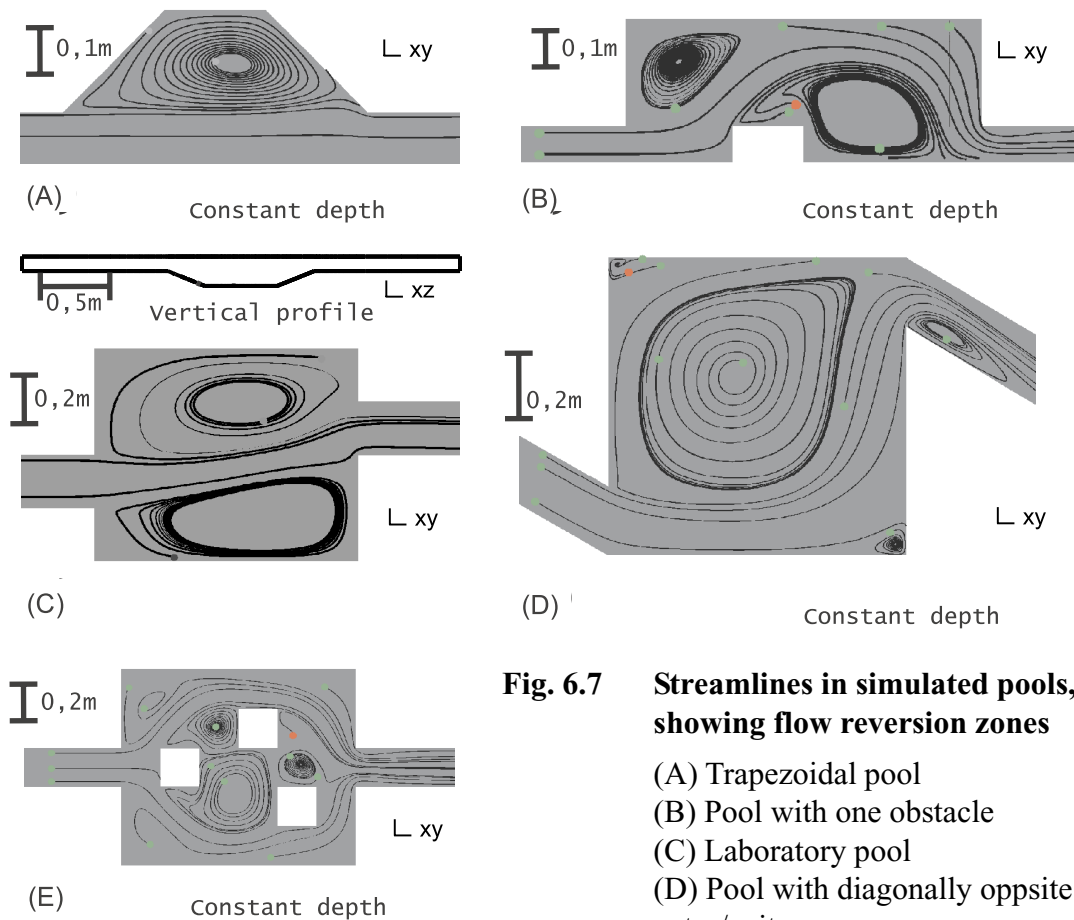 0,1m
xy
(A)
Constant depth
0,1m
xy
(B)
Constant depth
0,5m
xz
Vertical profile
0,2m
xy
(C)
0,2m
xy
(D)
Constant depth
0,2m
xy
(E)
Constant depth
Fig. 6.7
Streamlines in simulated pools,
showing flow reversion zones
(A) Trapezoidal pool
(B) Pool with one obstacle
(C) Laboratory pool
(D) Pool with diagonally oppsite